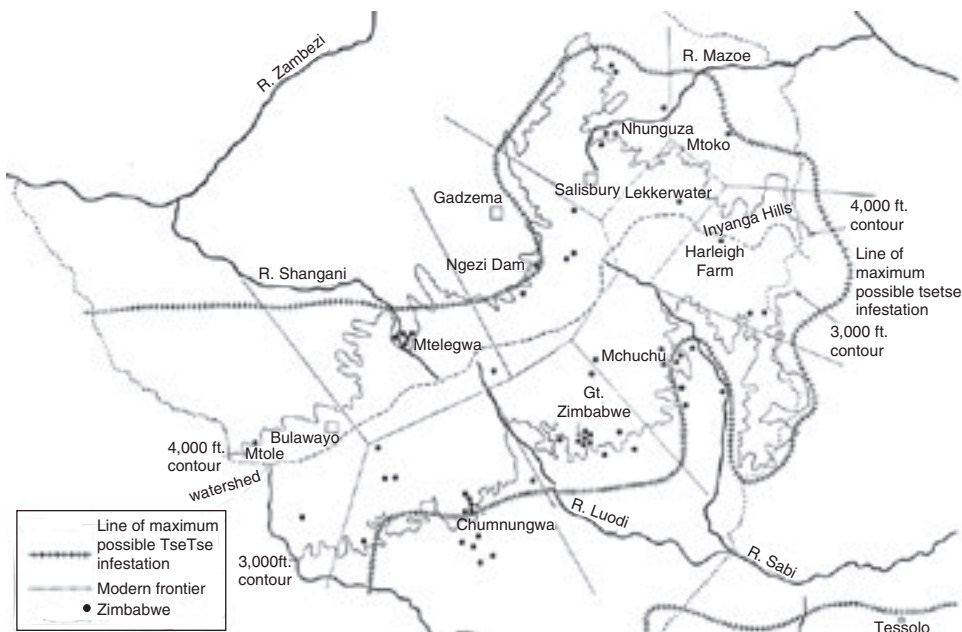 R. Zambezi
R. Mazoe
Nhunguza
Mtoko
Salisbury
Lekkerwater
Gadzema
4,000 ft.
contour
Inyanga Hills
Harleigh
Farm
Line of
maximum
possible tsetse
infestation
Ngezi Dam
R. Shangani
3,000 ft.
contour
Mtelegwa
Mchuchu
Gt.
Zimbabwe
Bulawayo
4,000 ft.
contour
Mtole
watershed
Chumnungwa
R. Luodi
R. Sabi
3,000ft.
contour
Line of maximum
possible TseTse
infestation
Modern frontier
Zimbabwe
Tessolo